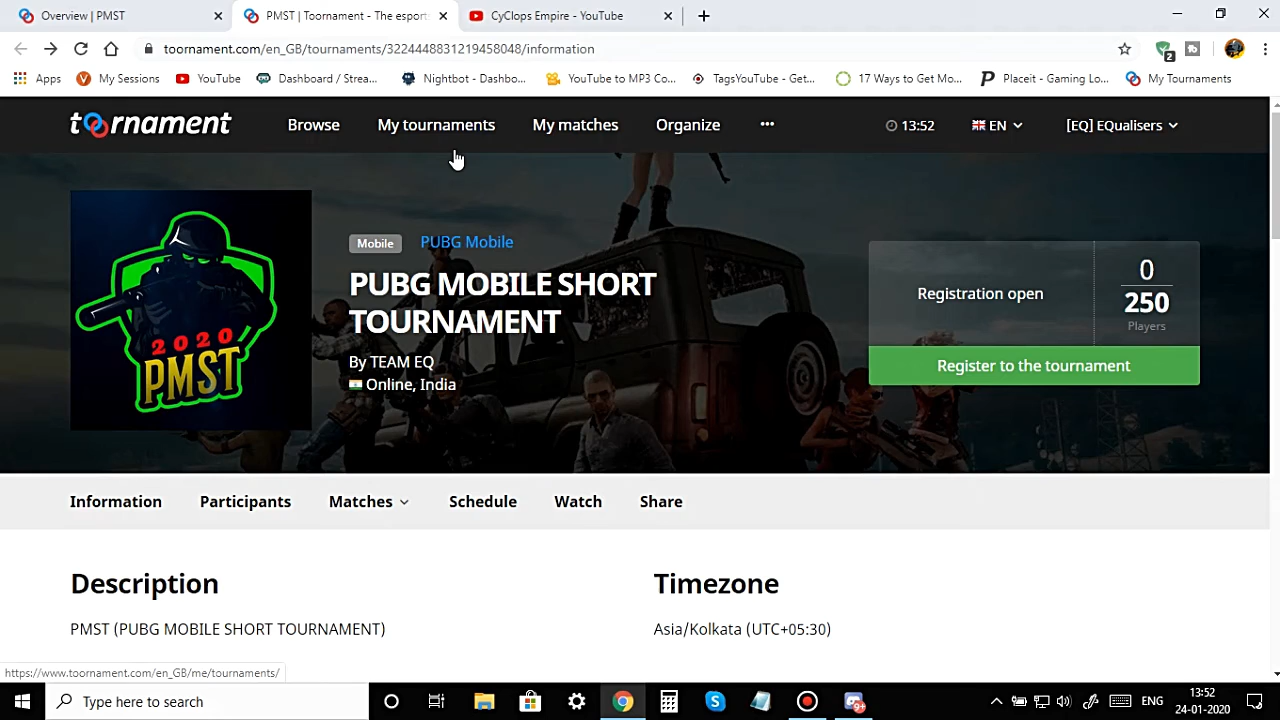 Overview | PMST
PMST | Toornament - The esport
CyClops Empire - YouTube
toornament.com/en_GB/tournaments/3224448831219458048/information
2
Apps
My Sessions
YouTube
Dashboard / Strea...
Nightbot - Dashbo...
YouTube to MP3 Co...
TagsYouTube - Get...
17 Ways to Get Mo...
Placeit - Gaming Lo...
My Tournaments
toornament
Browse
My tournaments
My matches
Organize
13:52
EN
[EQ] EQualisers
2020
PMST
Mobile
PUBG Mobile
PUBG MOBILE SHORT
TOURNAMENT
By TEAM EQ
Online, India
Registration open
0
250
Players
Register to the tournament
Information
Participants
Matches
Schedule
Watch
Share
Description
PMST (PUBG MOBILE SHORT TOURNAMENT)
Timezone
Asia/Kolkata (UTC+05:30)
https://www.toornament.com/en_GB/me/tournaments/
Type here to search
9+
ENG
13:52
24-01-2020